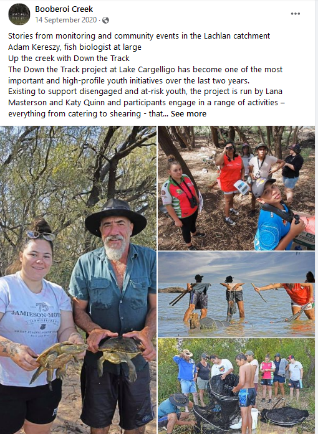 Booberoi Creek
14 September 2020 ·
Stories from monitoring and community events in the Lachlan catchment
Adam Kereszy, fish biologist at large
Up the creek with Down the Track
The Down the Track project at Lake Cargelligo has become one of the most
important and high-profile youth initiatives over the last two years.
Existing to support disengaged and at-risk youth, the project is run by Lana
Masterson and Katy Quinn and participants engage in a range of activities –
everything from catering to shearing - that... See more